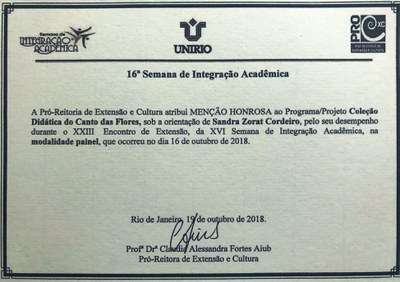 Semana de
INTEGRAÇÃO
ACADÊMICA
UNIRIO
PRO
EXC
16ª Semana de Integração Acadêmica
A Pró-Reitoria de Extensão e Cultura atribui MENÇÃO HONROSA ao Programa/Projeto Coleção
Didática do Canto das Flores, sob a orientação de Sandra Zorat Cordeiro, pelo seu desempenho
durante o XXIII Encontro de Extensão, da XVI Semana de Integração Acadêmica, na
modalidade painel, que ocorreu no dia 16 de outubro de 2018.
Rio de Janeiro, 19 de outubro de 2018.
Profª Drª Claudia Alessandra Fortes Aiub
Pró-Reitora de Extensão e Cultura